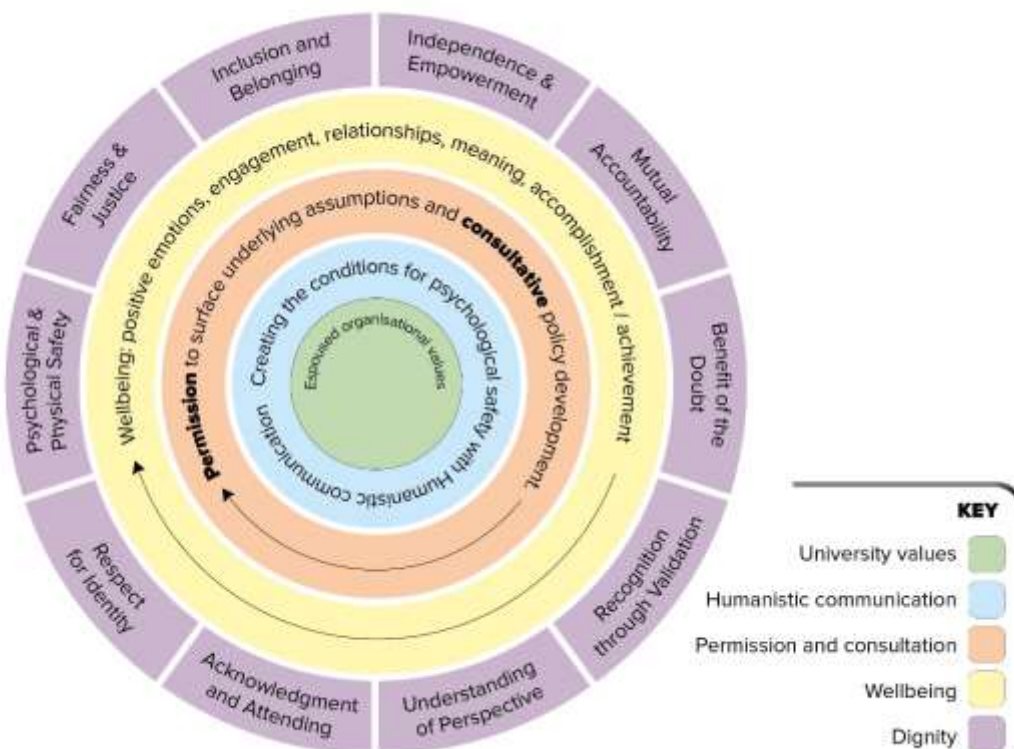 Inclusion and
Belonging
Independence &
Empowerment
Mutual
Accountability
Benefit of the
Doubt
Recognition
through Validation
Understanding
of Perspective
Acknowledgment
and Attending
Respect
for Identity
Psychological &
Physical Safety
Fairness &
Justice
Wellbeing: positive emotions, engagement, relationships, meaning, accomplishment / achievement
Permission to surface underlying assumptions and consultative policy development,
Creating the conditions for psychological safety with Humanistic communication
Espoused organisational values
KEY
University values
Humanistic communication
Permission and consultation
Wellbeing
Dignity